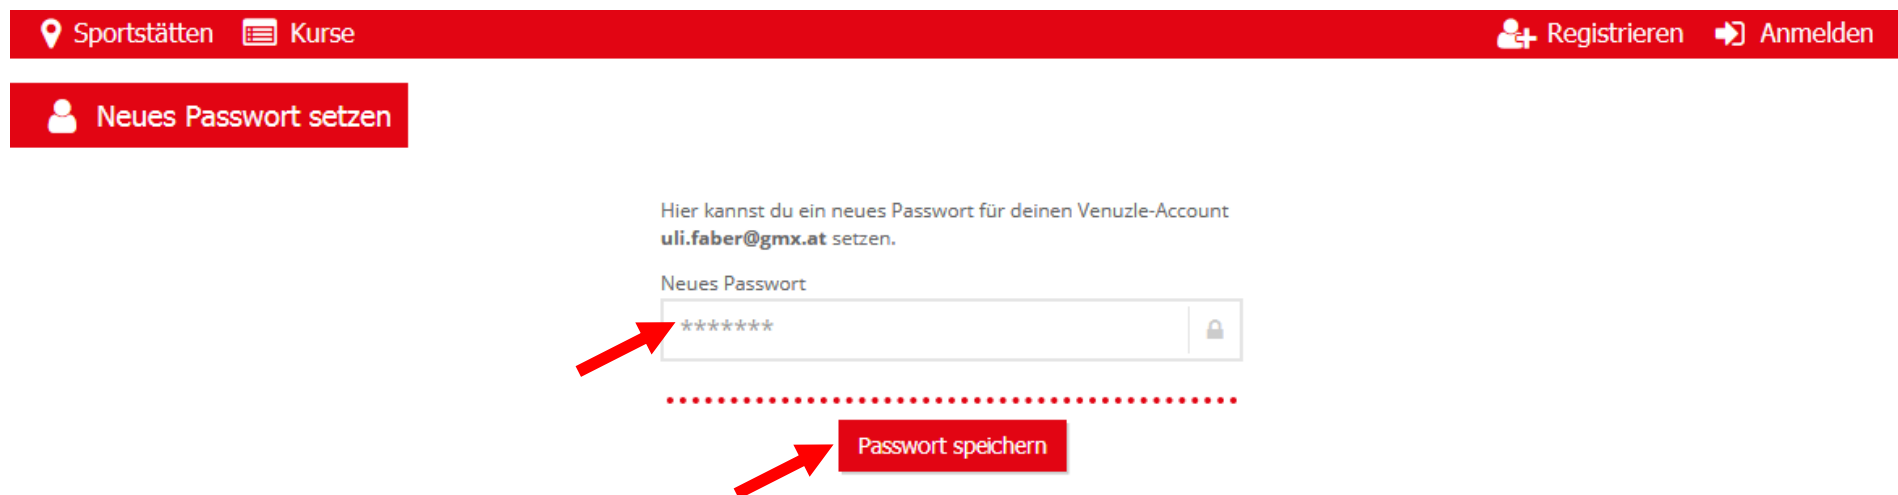 Sportstätten Kurse Registrieren Anmelden
Neues Passwort setzen
Hier kannst du ein neues Passwort für deinen Venuzle-Account
uli.faber@gmx.at setzen.
Neues Passwort
*******
Passwort speichern